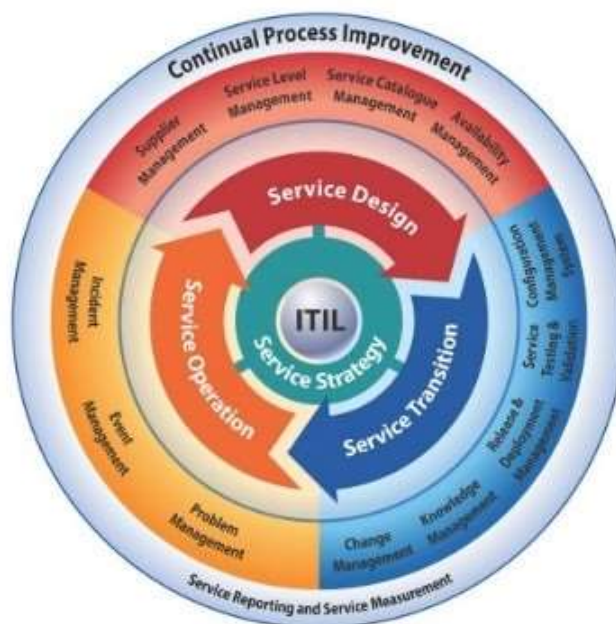 Continual Process Improvement
Supplier
Management
Service Level
Management
Service Catalogue
Management
Availability
Management
Configuration
Management
System
Service
Testing &
Validation
Release &
Deployment
Management
Knowledge
Management
Change
Management
Problem
Management
Event
Management
Incident
Management
Service Design
Service Transition
Service Operation
ITIL
Service Strategy
Service Reporting and Service Measurement